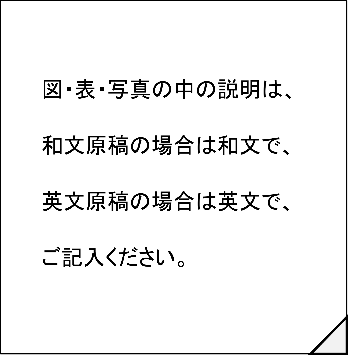 図・表・写真の中の説明は、
和文原稿の場合は和文で、
英文原稿の場合は英文で、
ご記入ください。